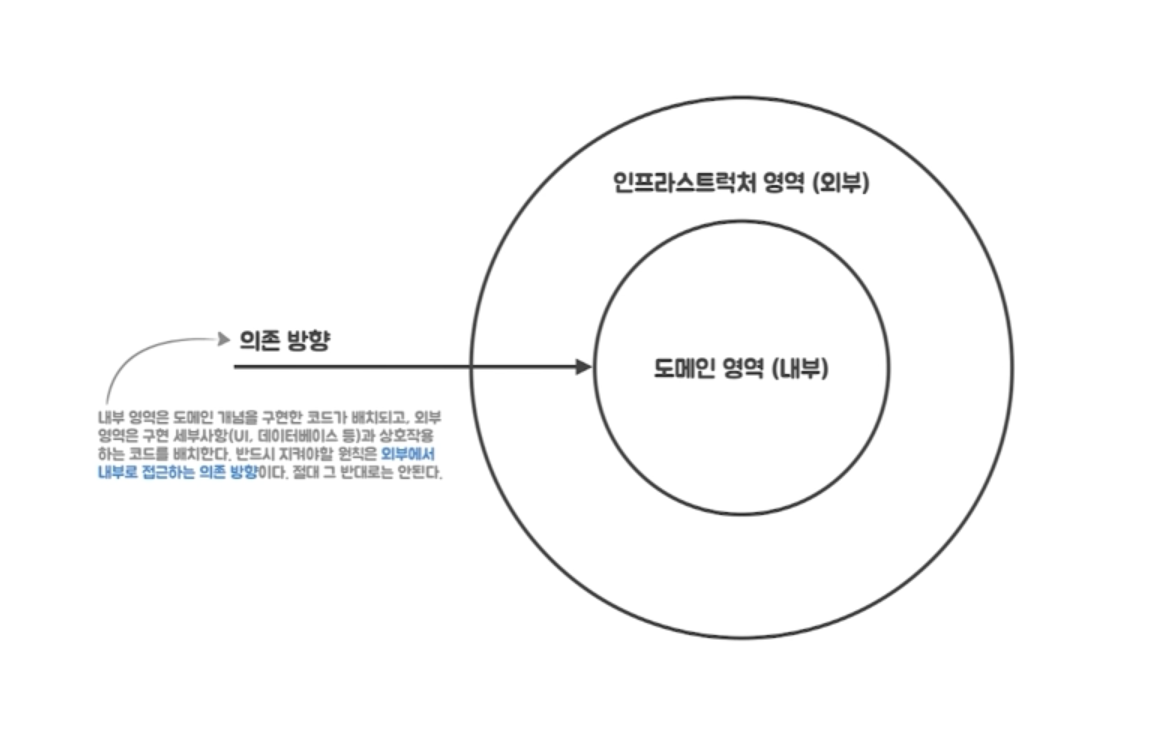 인프라스트럭처 영역 (외부)
의존 방향
도메인 영역 (내부)
내부 영역은 도메인 개념을 구현한 코드가 배치되고, 외부
영역은 구현 세부사항(UI, 데이터베이스 등)과 상호작용
하는 코드를 배치한다. 반드시 지켜야할 원칙은 외부에서
내부로 접근하는 의존 방향이다. 절대 그 반대로는 안된다.